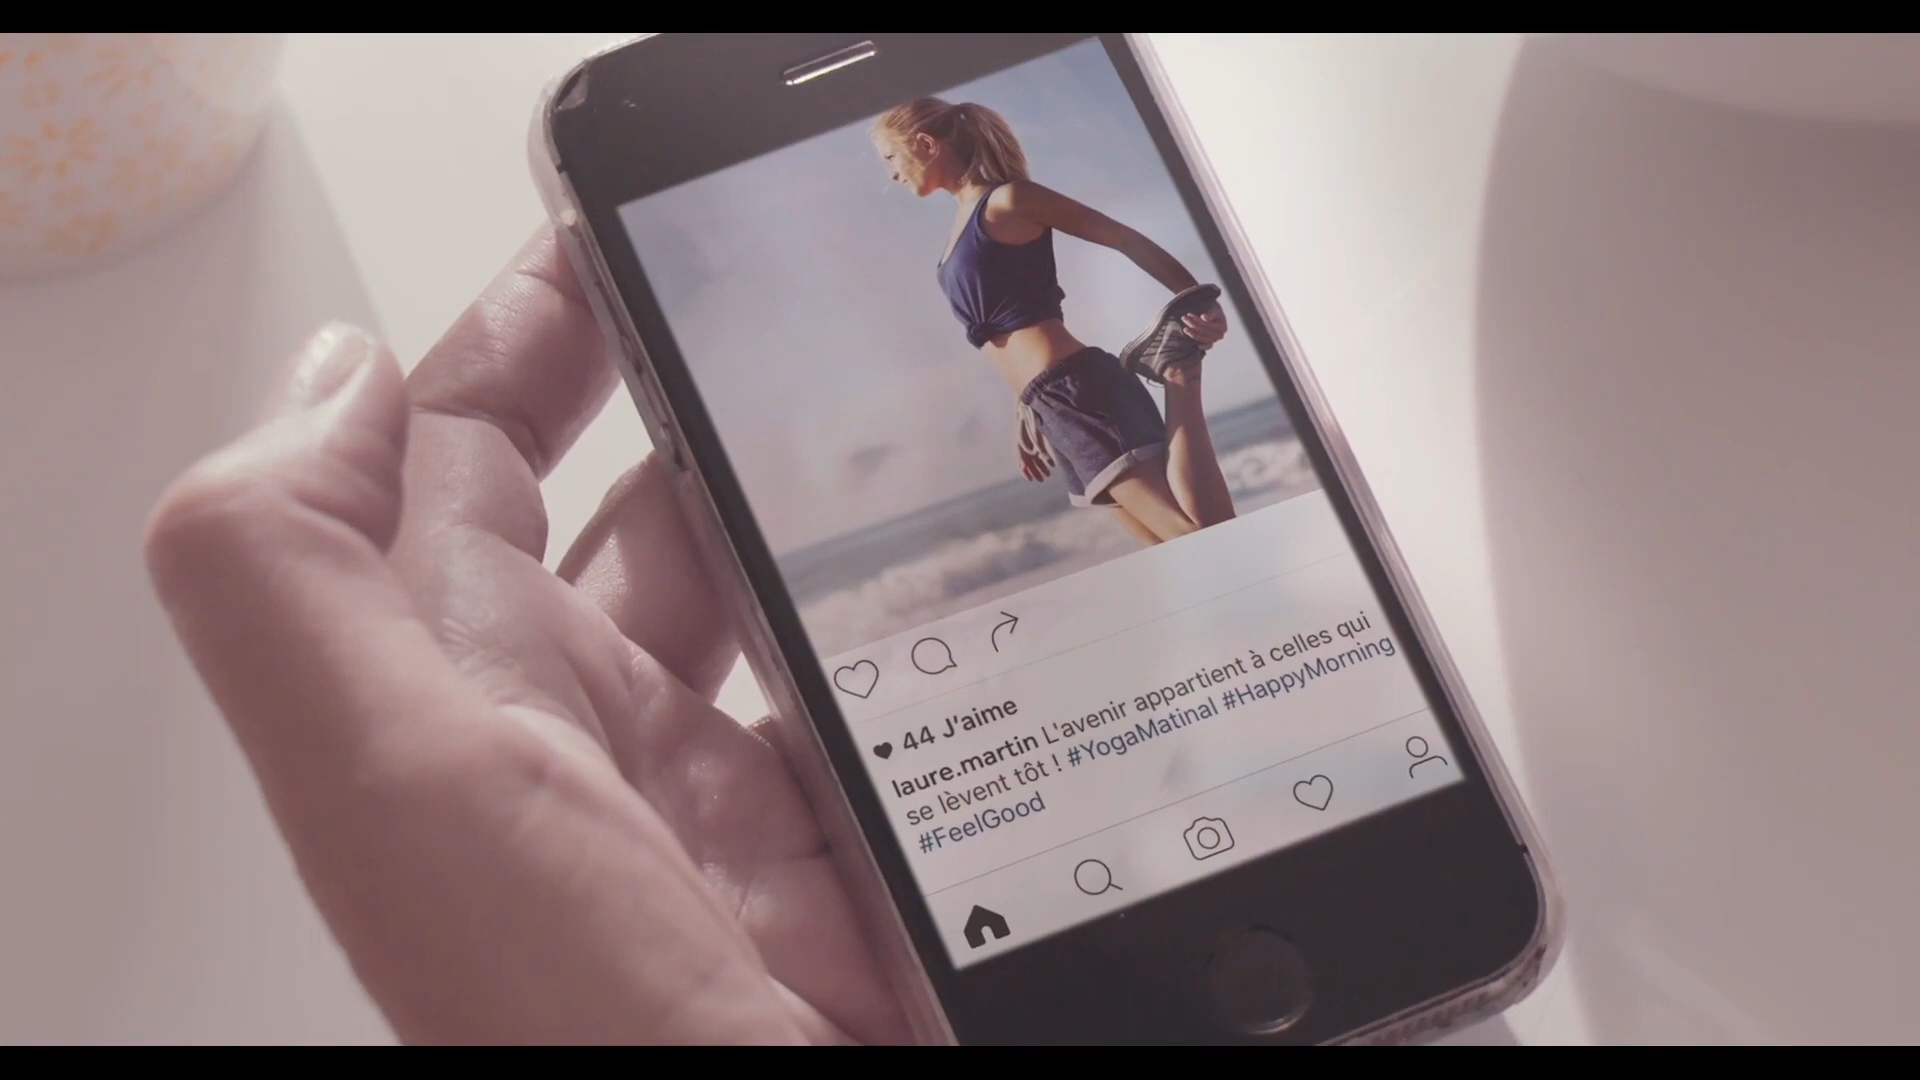 44 J'aime
laure.martin L'avenir appartient à celles qui
se lèvent tôt ! #YogaMatinal #HappyMorning
#FeelGood